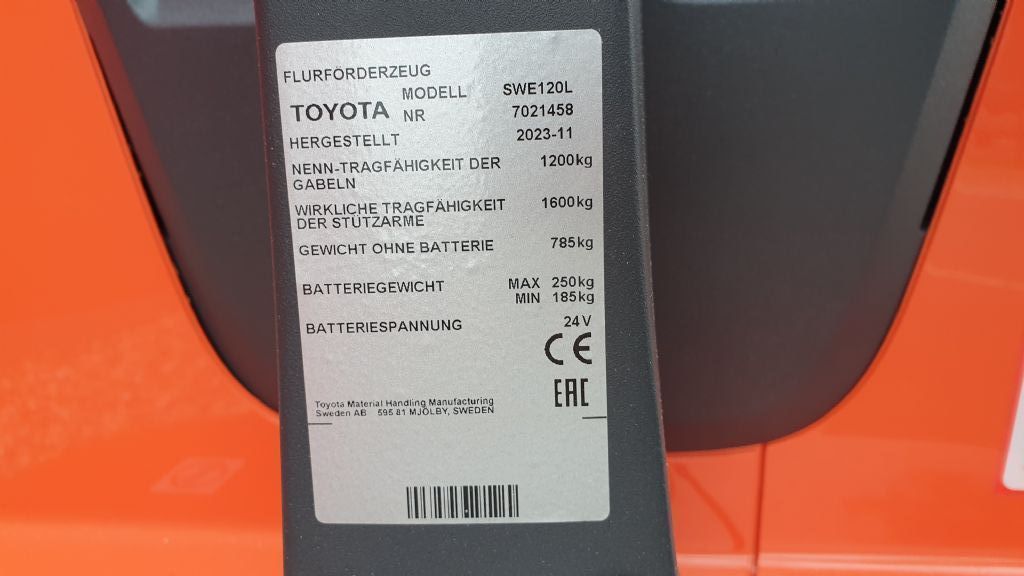 FLURFÖRDERZEUG
MODELL SWE120L
TOYOTA NR 7021458
HERGESTELLT 2023-11
NENN-TRAGFÄHIGKEIT DER 1200kg
GABELN
WIRKLICHE TRAGFÄHIGKEIT 1600kg
DER STÜTZARME
GEWICHT OHNE BATTERIE 785kg
BATTERIEGEWICHT MAX 250kg
MIN 185kg
BATTERIESPANNUNG 24V
CE
EAC
Toyota Material Handling Manufacturing
Sweden AB 595 81 MJÖLBY, SWEDEN